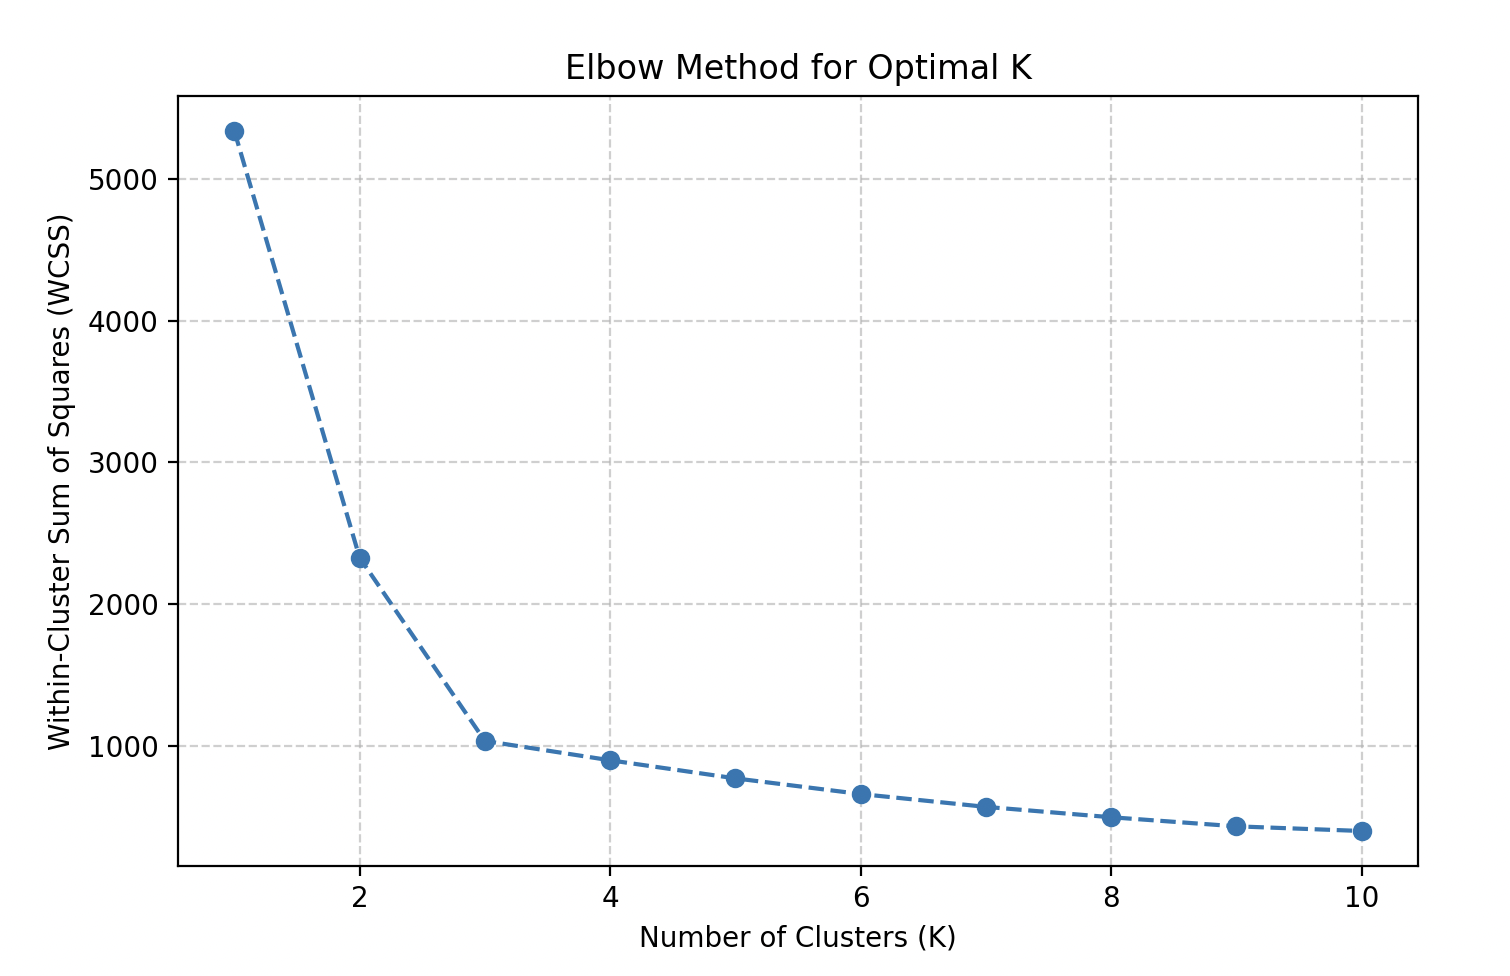 Elbow Method for Optimal K
Within-Cluster Sum of Squares (WCSS)
5000
4000
3000
2000
1000
2 4 6 8 10
Number of Clusters (K)